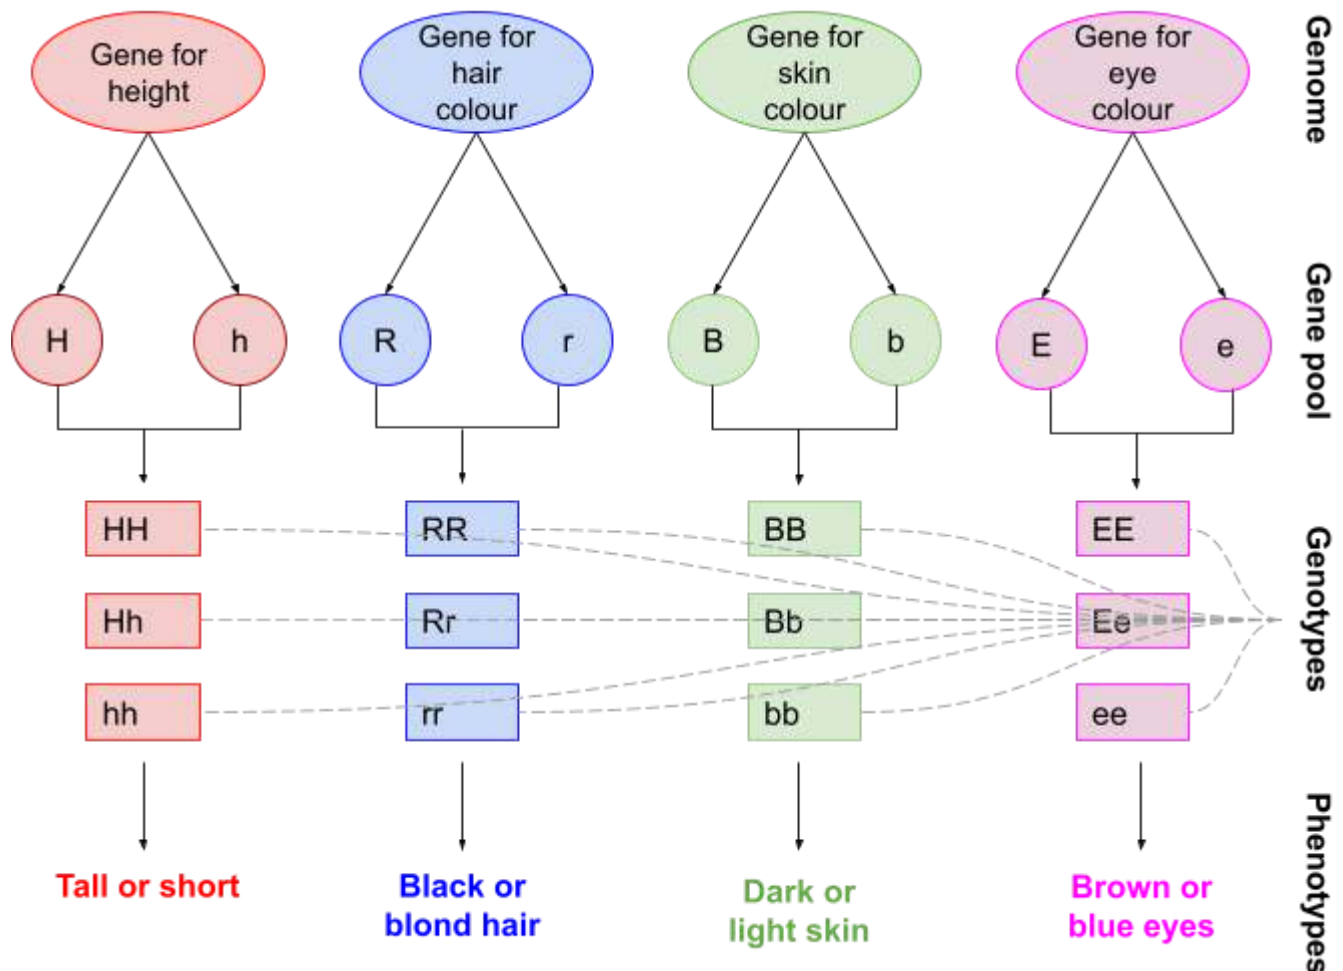 Gene for
height
Gene for
hair
colour
Gene for
skin
colour
Gene for
eye
colour
Genome
H
h
R
r
B
b
E
e
Gene pool
HH
RR
BB
EE
Hh
Rr
Bb
Ee
hh
rr
bb
ee
Genotypes
Tall or short
Black or
blond hair
Dark or
light skin
Brown or
blue eyes
Phenotypes